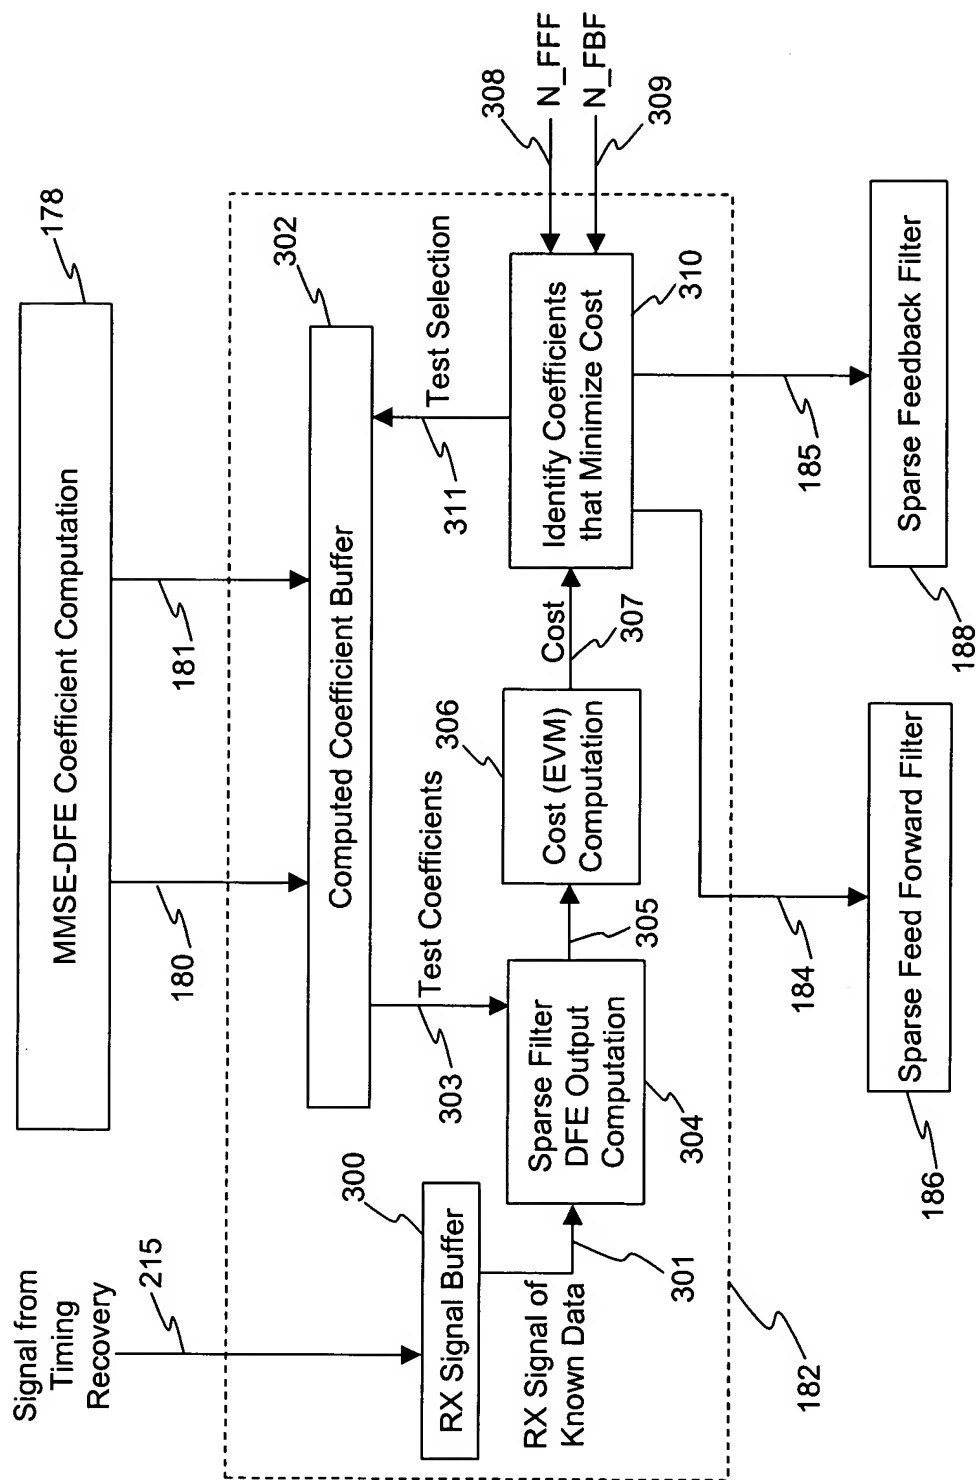 Signal from
Timing
Recovery
215
MMSE-DFE Coefficient Computation
178
180
181
302
Computed Coefficient Buffer
300
RX Signal Buffer
303
Test Coefficients
311
Test Selection
308
N_FFF
N_FBF
309
RX Signal of
Known Data
301
Sparse Filter
DFE Output
Computation
304
305
306
Cost (EVM)
Computation
Cost
307
Identify Coefficients
that Minimize Cost
310
182
184
185
186
Sparse Feed Forward Filter
188
Sparse Feedback Filter